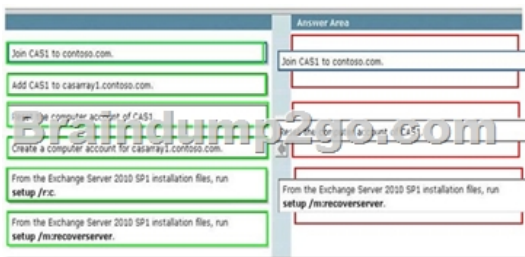 Answer Area
Join CAS1 to contoso.com.
Join CAS1 to contoso.com.
Add CAS1 to casarray1.contoso.com.
the computer account of CAS1.
Braindump2go.com
Create a computer account for casarray1.contoso.com.
From the Exchange Server 2010 SP1 installation files, run
setup /r:c.
From the Exchange Server 2010 SP1 installation files, run
setup /m:recoverserver.
From the Exchange Server 2010 SP1 installation files, run
setup /m:recoverserver.